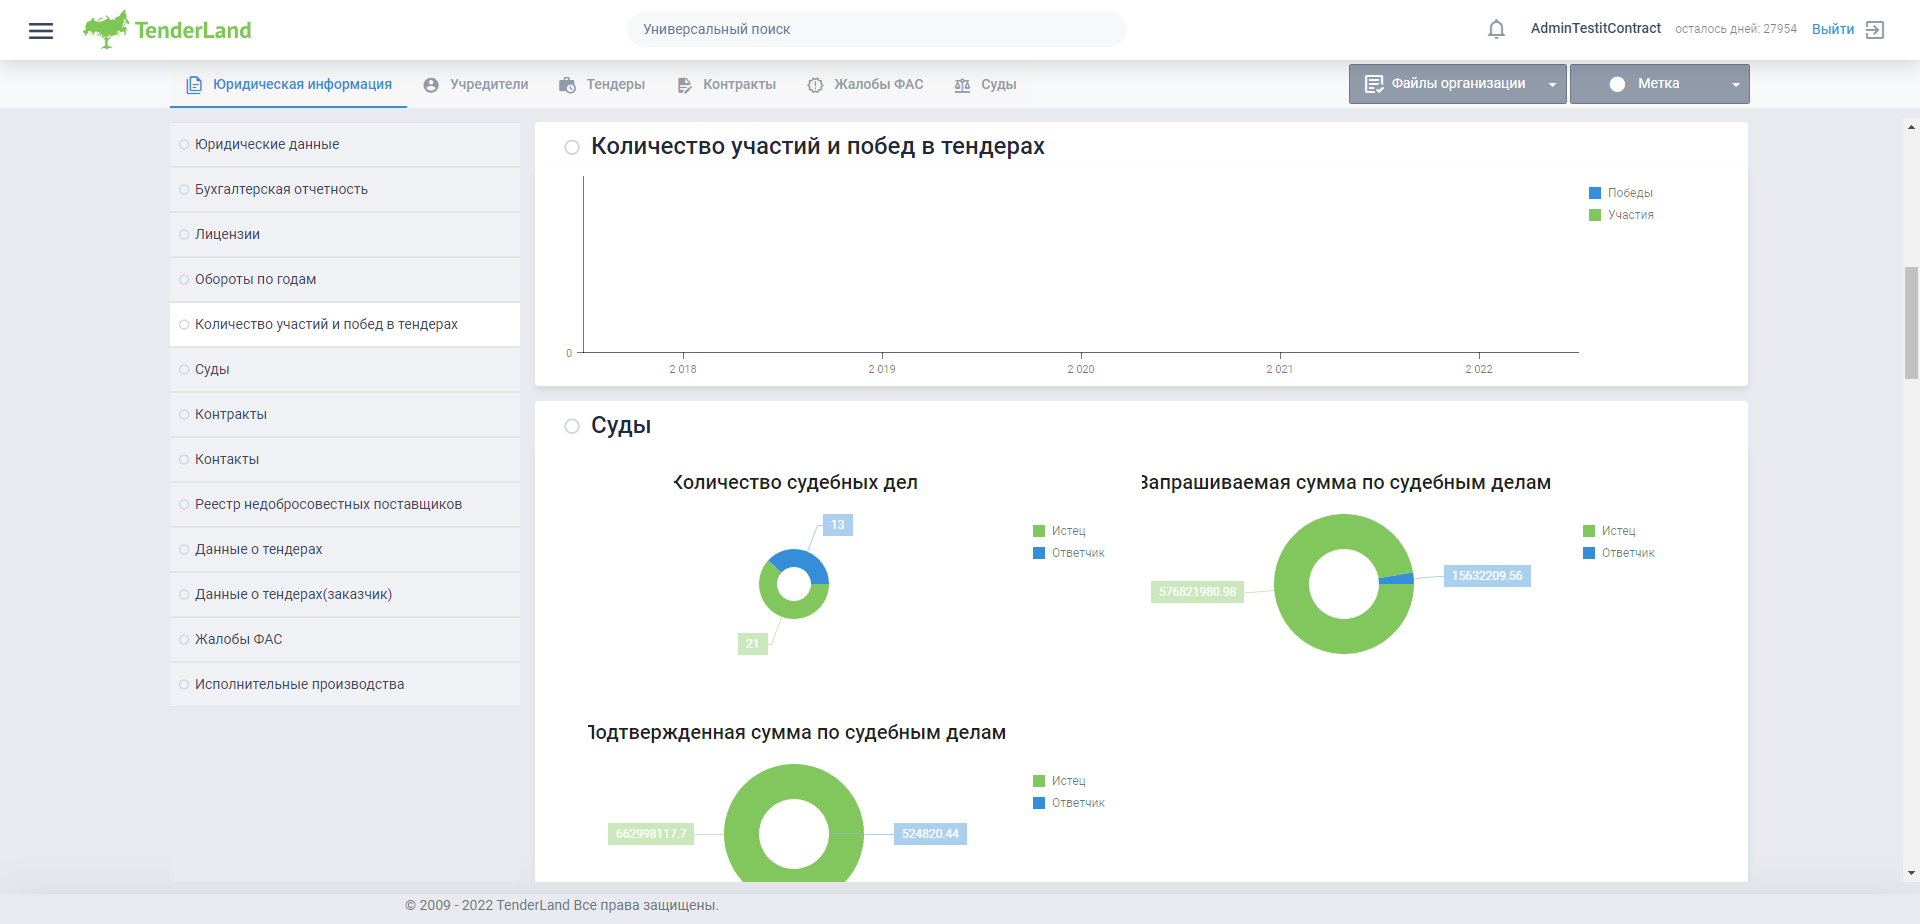 TenderLand
Универсальный поиск
AdminTestitContract
осталось дней: 27954
Выйти
Юридическая информация
Учредители
Тендеры
Контракты
Жалобы ФАС
Суды
Файлы организации
Метка
Юридические данные
Бухгалтерская отчетность
Лицензии
Обороты по годам
Количество участий и побед в тендерах
Суды
Контракты
Контакты
Реестр недобросовестных поставщиков
Данные о тендерах
Данные о тендерах(заказчик)
Жалобы ФАС
Исполнительные производства
Количество участий и побед в тендерах
Победы
Участия
0
2 018
2 019
2 020
2 021
2 022
Суды
Количество судебных дел
13
21
Истец
Ответчик
Запрашиваемая сумма по судебным делам
576821980.98
15632209.56
Истец
Ответчик
Подтвержденная сумма по судебным делам
662998117.7
524820.44
Истец
Ответчик
© 2009 - 2022 TenderLand Все права защищены.